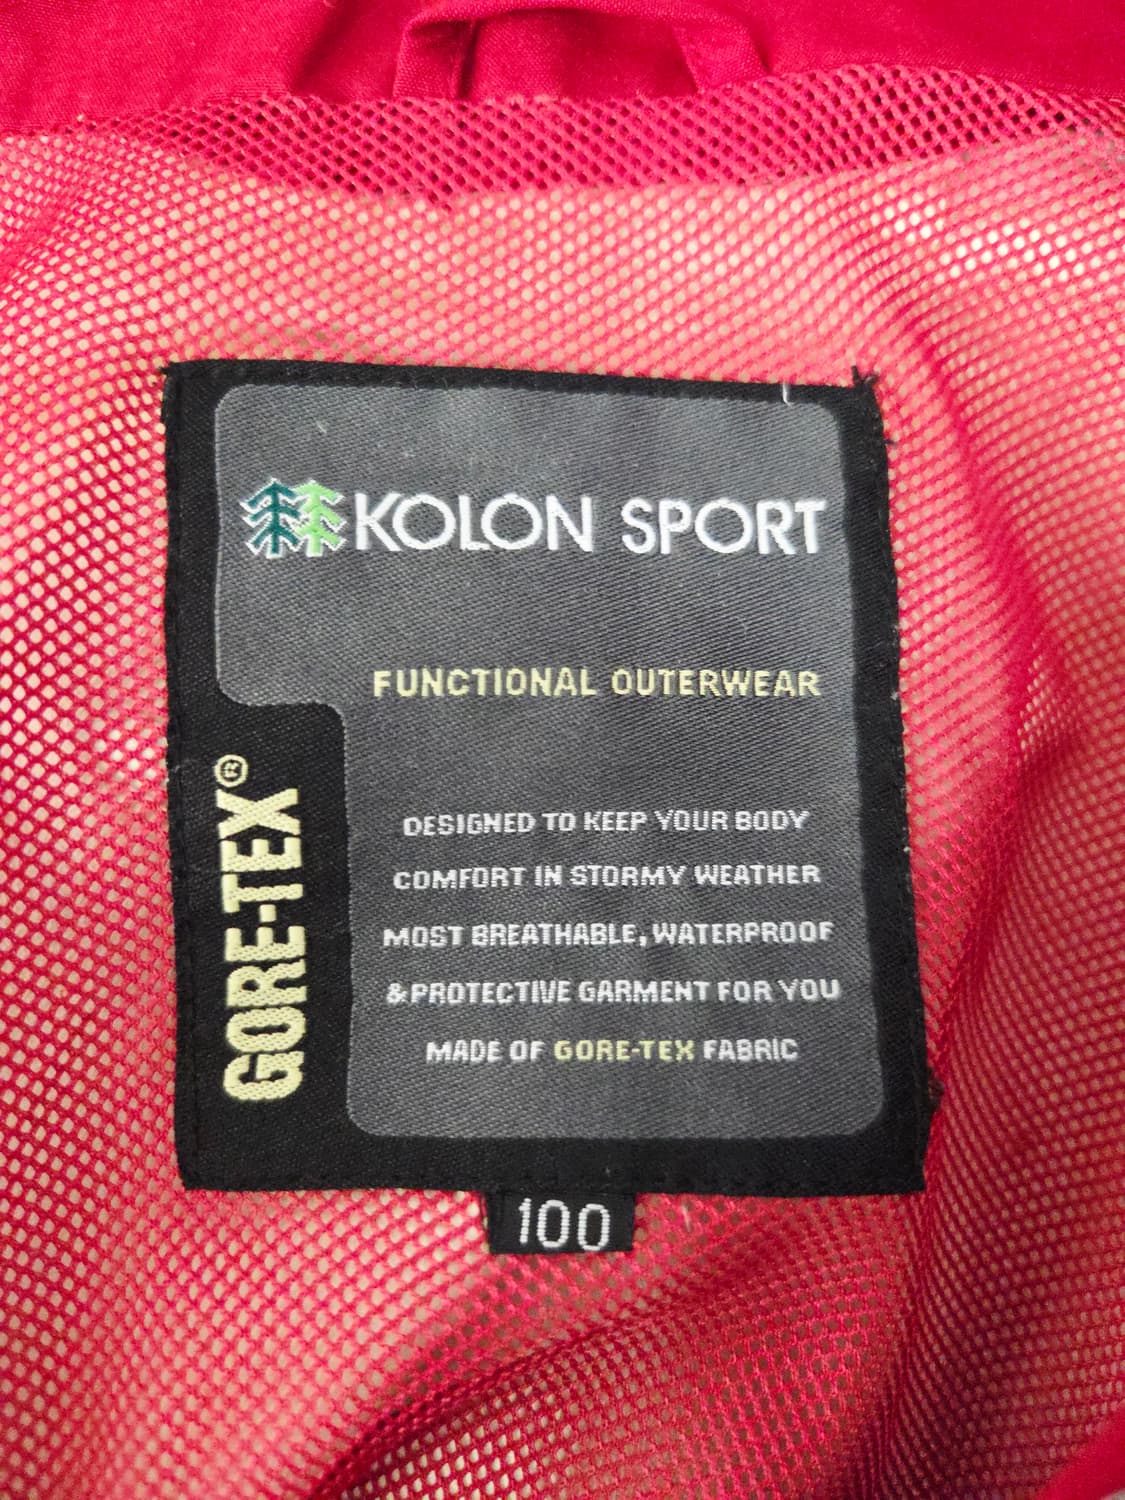 KOLON SPORT
FUNCTIONAL OUTERWEAR
GORE-TEX®
DESIGNED TO KEEP YOUR BODY
COMFORT IN STORMY WEATHER
MOST BREATHABLE, WATERPROOF
&PROTECTIVE GARMENT FOR YOU
MADE OF GORE-TEX FABRIC
100